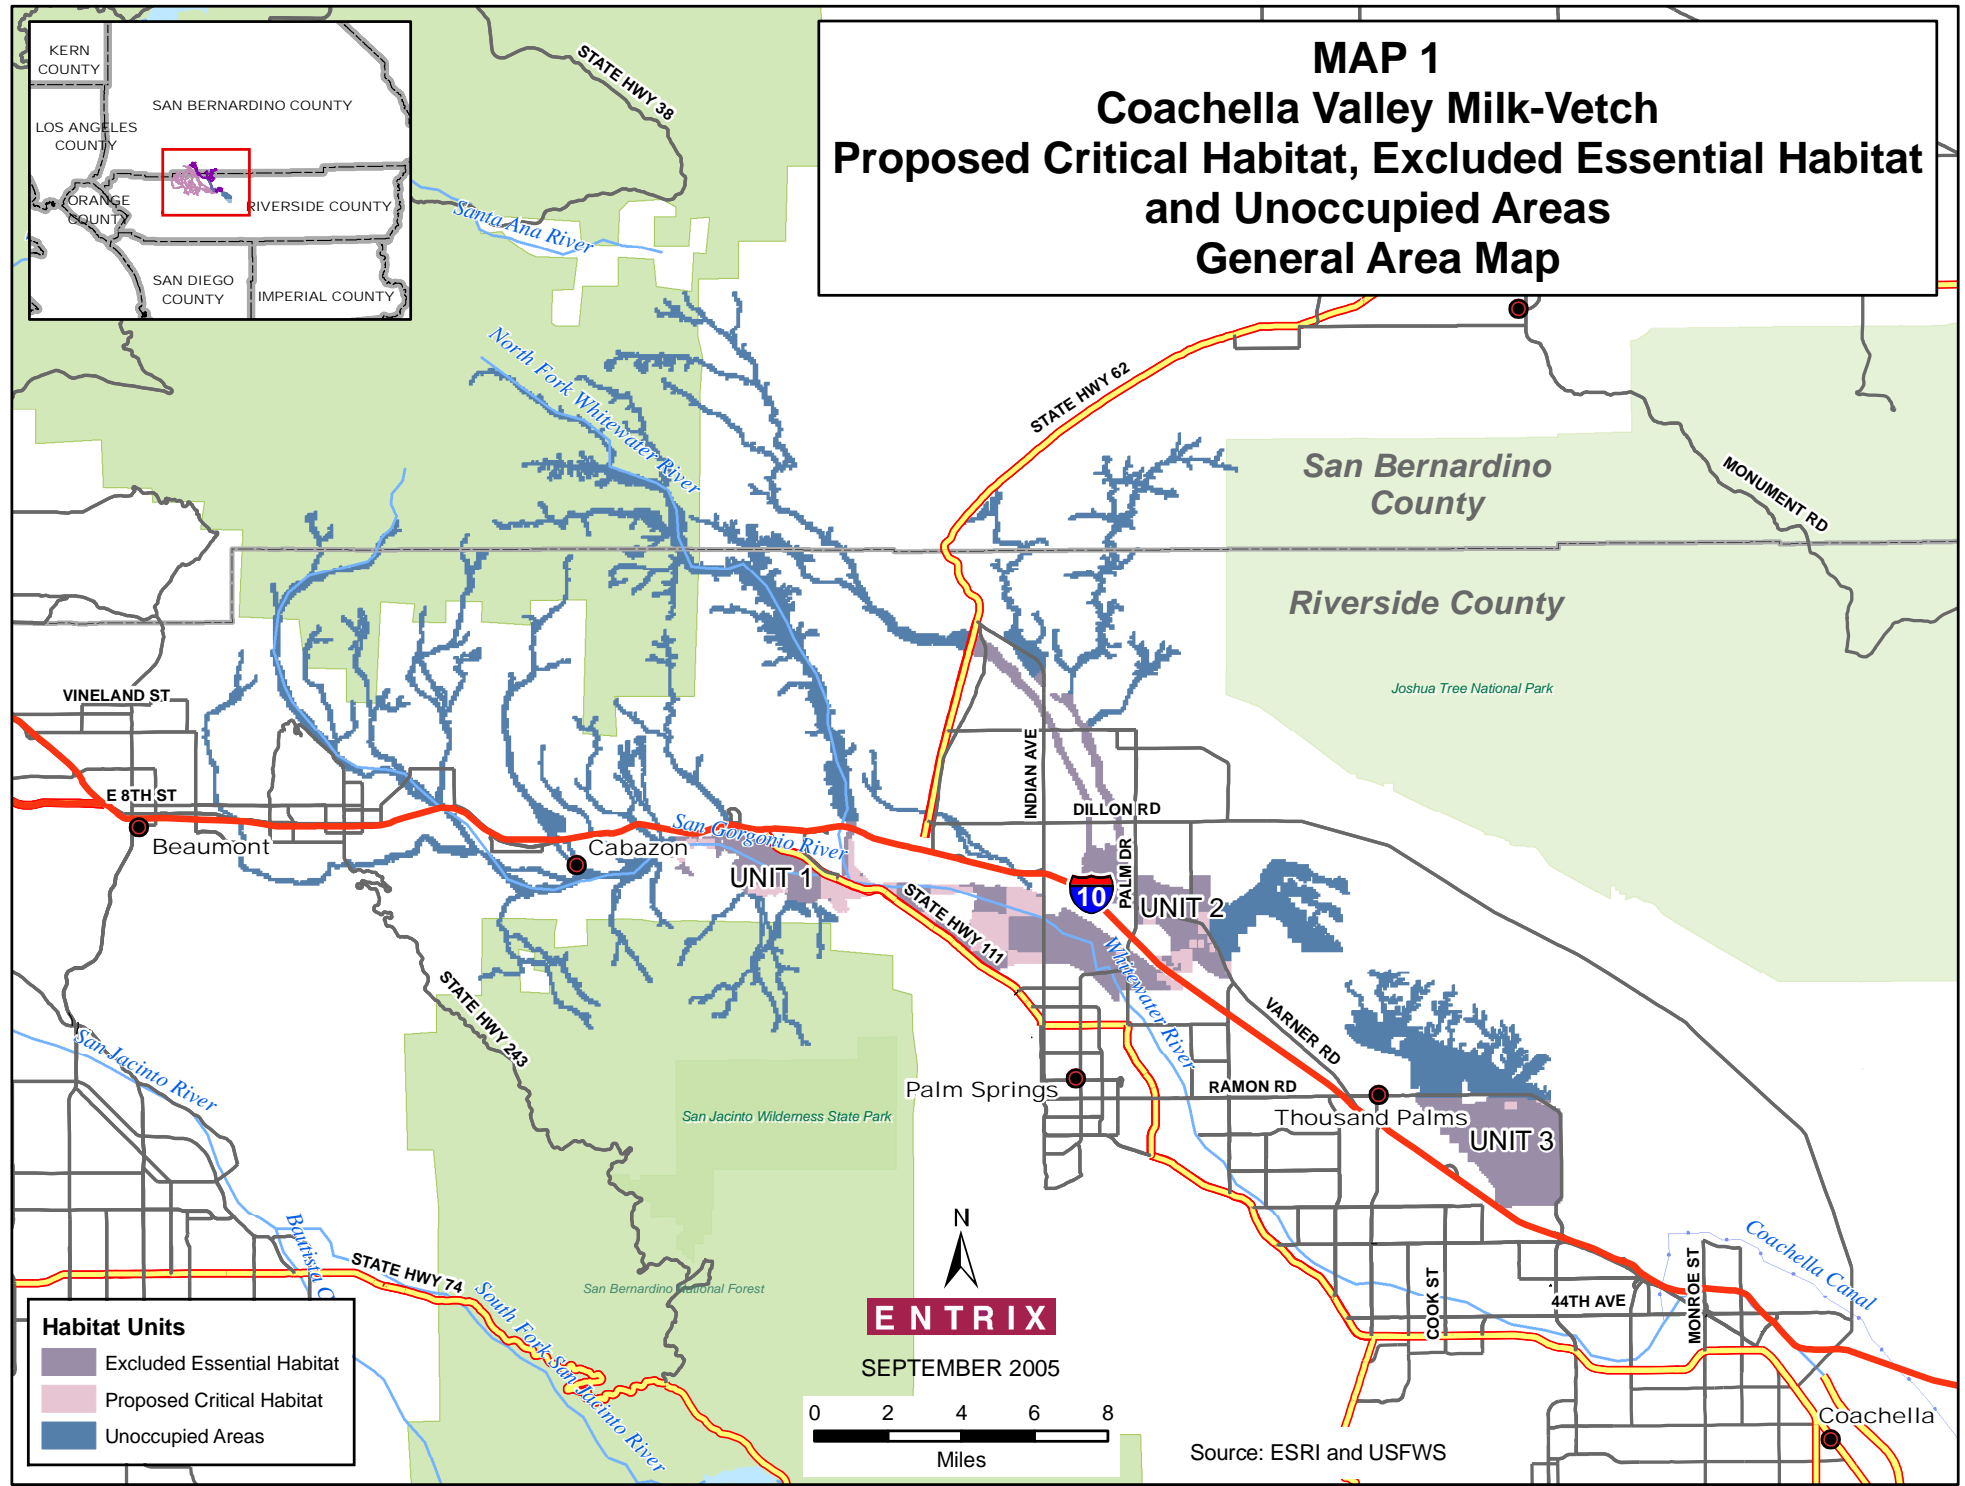 MAP 1
Coachella Valley Milk-Vetch
Proposed Critical Habitat, Excluded Essential Habitat
and Unoccupied Areas
General Area Map
KERN
COUNTY
SAN BERNARDINO COUNTY
LOS ANGELES
COUNTY
ORANGE
COUNTY
RIVERSIDE COUNTY
SAN DIEGO
COUNTY
IMPERIAL COUNTY
STATE HWY 38
Santa Ana River
North Fork Whitewater River
STATE HWY 62
San Bernardino
County
MONUMENT RD
Riverside County
Joshua Tree National Park
VINELAND ST
E 8TH ST
Beaumont
Cabazon
San Gorgonio River
UNIT 1
INDIAN AVE
DILLON RD
PALM DR
10
UNIT 2
STATE HWY 111
Whitewater River
STATE HWY 243
San Jacinto River
VARNER RD
Palm Springs
RAMON RD
Thousand Palms
UNIT 3
San Jacinto Wilderness State Park
Bautista C
STATE HWY 74
South Fork San Jacinto River
San Bernardino National Forest
N
ENTRIX
SEPTEMBER 2005
0 2 4 6 8
Miles
Source: ESRI and USFWS
COOK ST
44TH AVE
MONROE ST
Coachella Canal
Coachella
Habitat Units
Excluded Essential Habitat
Proposed Critical Habitat
Unoccupied Areas